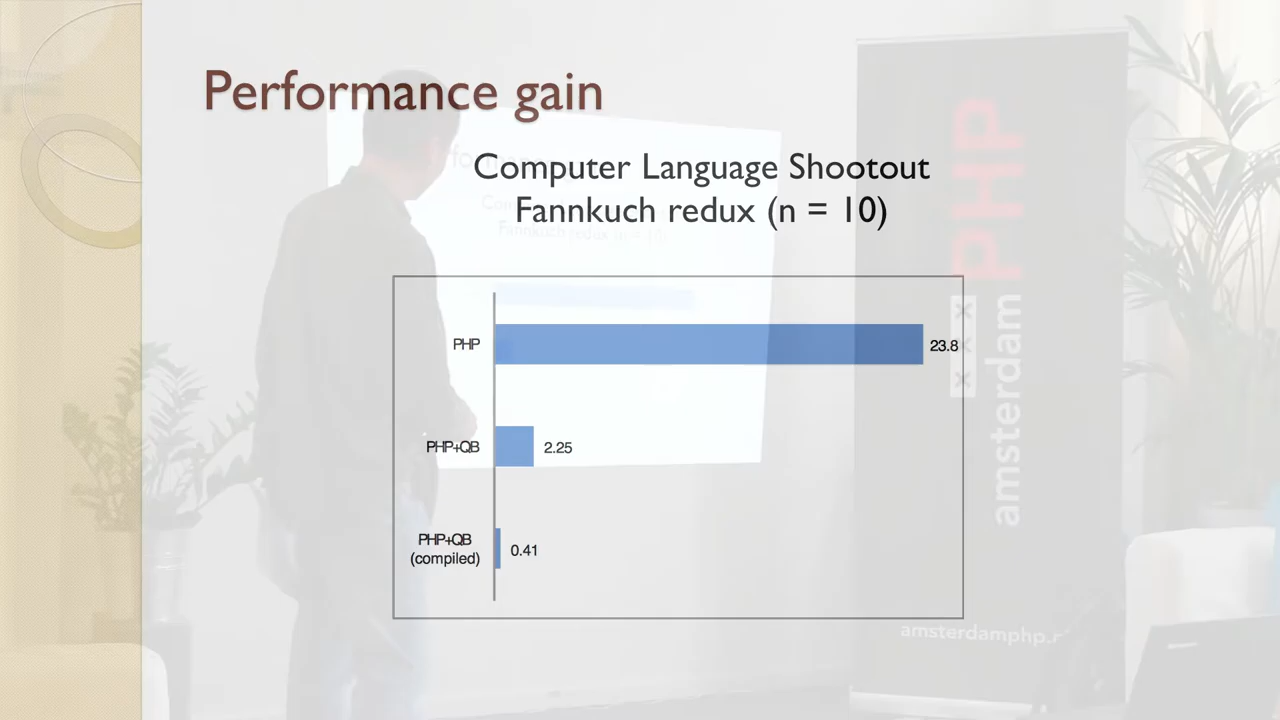 Performance gain
Computer Language Shootout
Fannkuch redux (n = 10)
PHP
23.8
PHP+QB
2.25
PHP+QB
(compiled)
0.41
amsterdam PHP